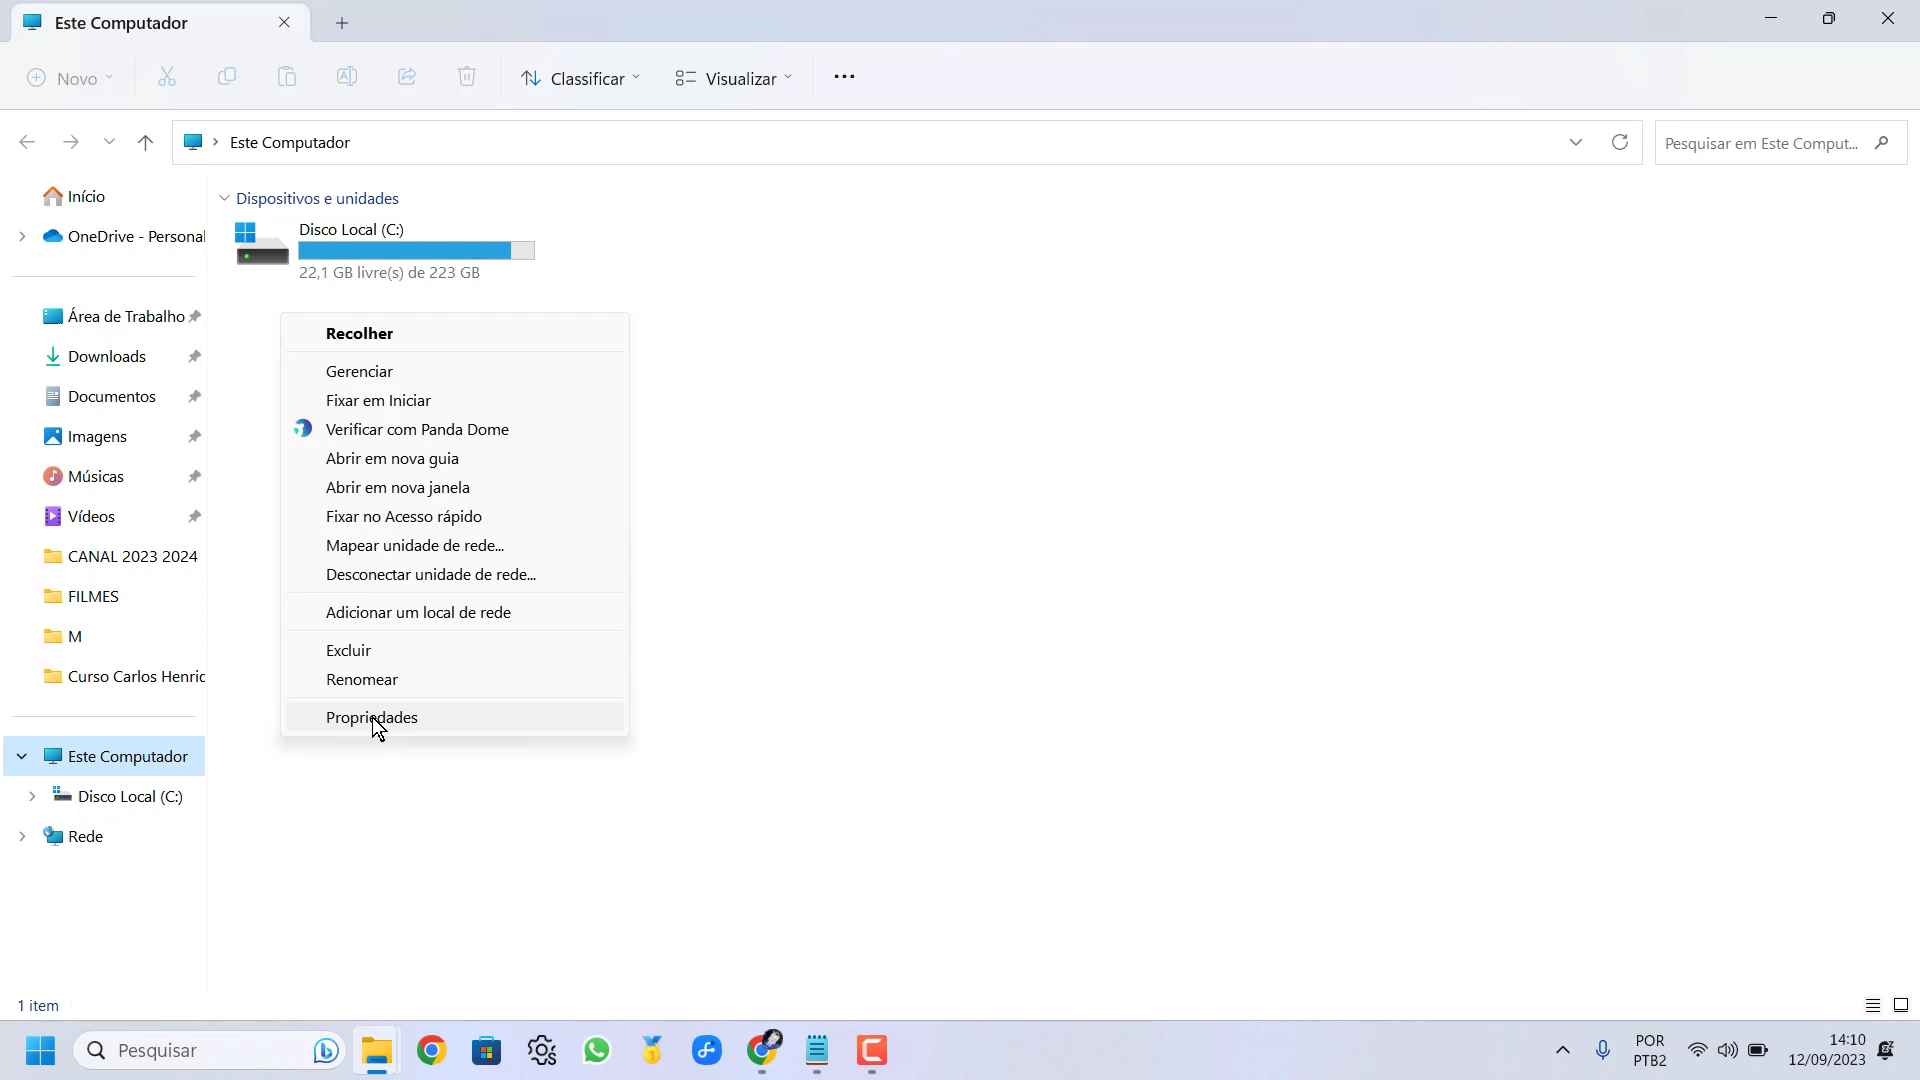 Este Computador
Novo
Classificar
Visualizar
Este Computador
Pesquisar em Este Comput...
Início
OneDrive - Personal
Área de Trabalho
Downloads
Documentos
Imagens
Músicas
Vídeos
CANAL 2023 2024
FILMES
M
Curso Carlos Henric
Este Computador
Disco Local (C:)
Rede
Dispositivos e unidades
Disco Local (C:)
22,1 GB livre(s) de 223 GB
Recolher
Gerenciar
Fixar em Iniciar
Verificar com Panda Dome
Abrir em nova guia
Abrir em nova janela
Fixar no Acesso rápido
Mapear unidade de rede...
Desconectar unidade de rede...
Adicionar um local de rede
Excluir
Renomear
Propriedades
1 item
Pesquisar
POR
PTB2
14:10
12/09/2023